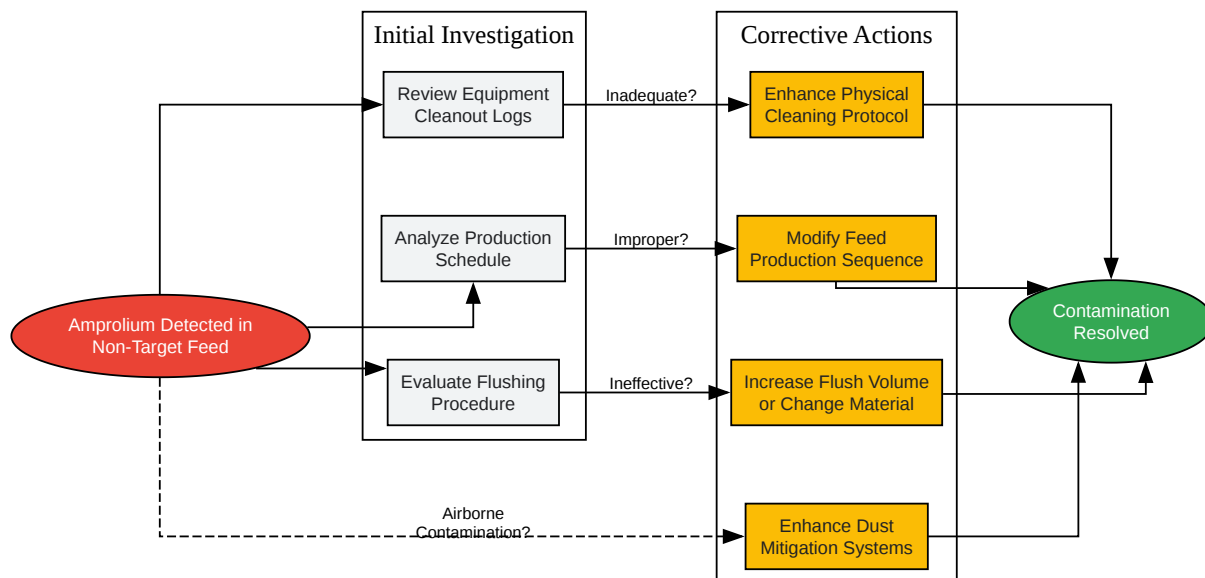 Initial Investigation
Corrective Actions
Review Equipment
Cleanout Logs
Inadequate?
Enhance Physical
Cleaning Protocol
Analyze Production
Schedule
Improper?
Modify Feed
Production Sequence
Amprolium Detected in
Non-Target Feed
Contamination
Resolved
Evaluate Flushing
Procedure
Ineffective?
Increase Flush Volume
or Change Material
Airborne
Contamination?
Enhance Dust
Mitigation Systems